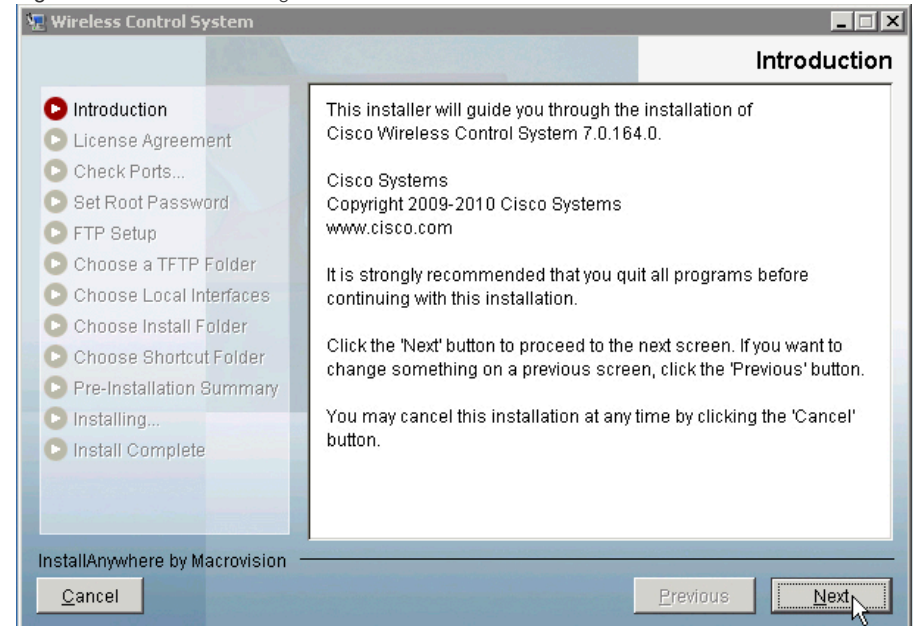 Wireless Control System
Introduction
Introduction
License Agreement
Check Ports...
Set Root Password
FTP Setup
Choose a TFTP Folder
Choose Local Interfaces
Choose Install Folder
Choose Shortcut Folder
Pre-Installation Summary
Installing...
Install Complete
This installer will guide you through the installation of
Cisco Wireless Control System 7.0.164.0.
Cisco Systems
Copyright 2009-2010 Cisco Systems
www.cisco.com
It is strongly recommended that you quit all programs before
continuing with this installation.
Click the 'Next' button to proceed to the next screen. If you want to
change something on a previous screen, click the 'Previous' button.
You may cancel this installation at any time by clicking the 'Cancel'
button.
InstallAnywhere by Macrovision
Cancel
Previous
Next